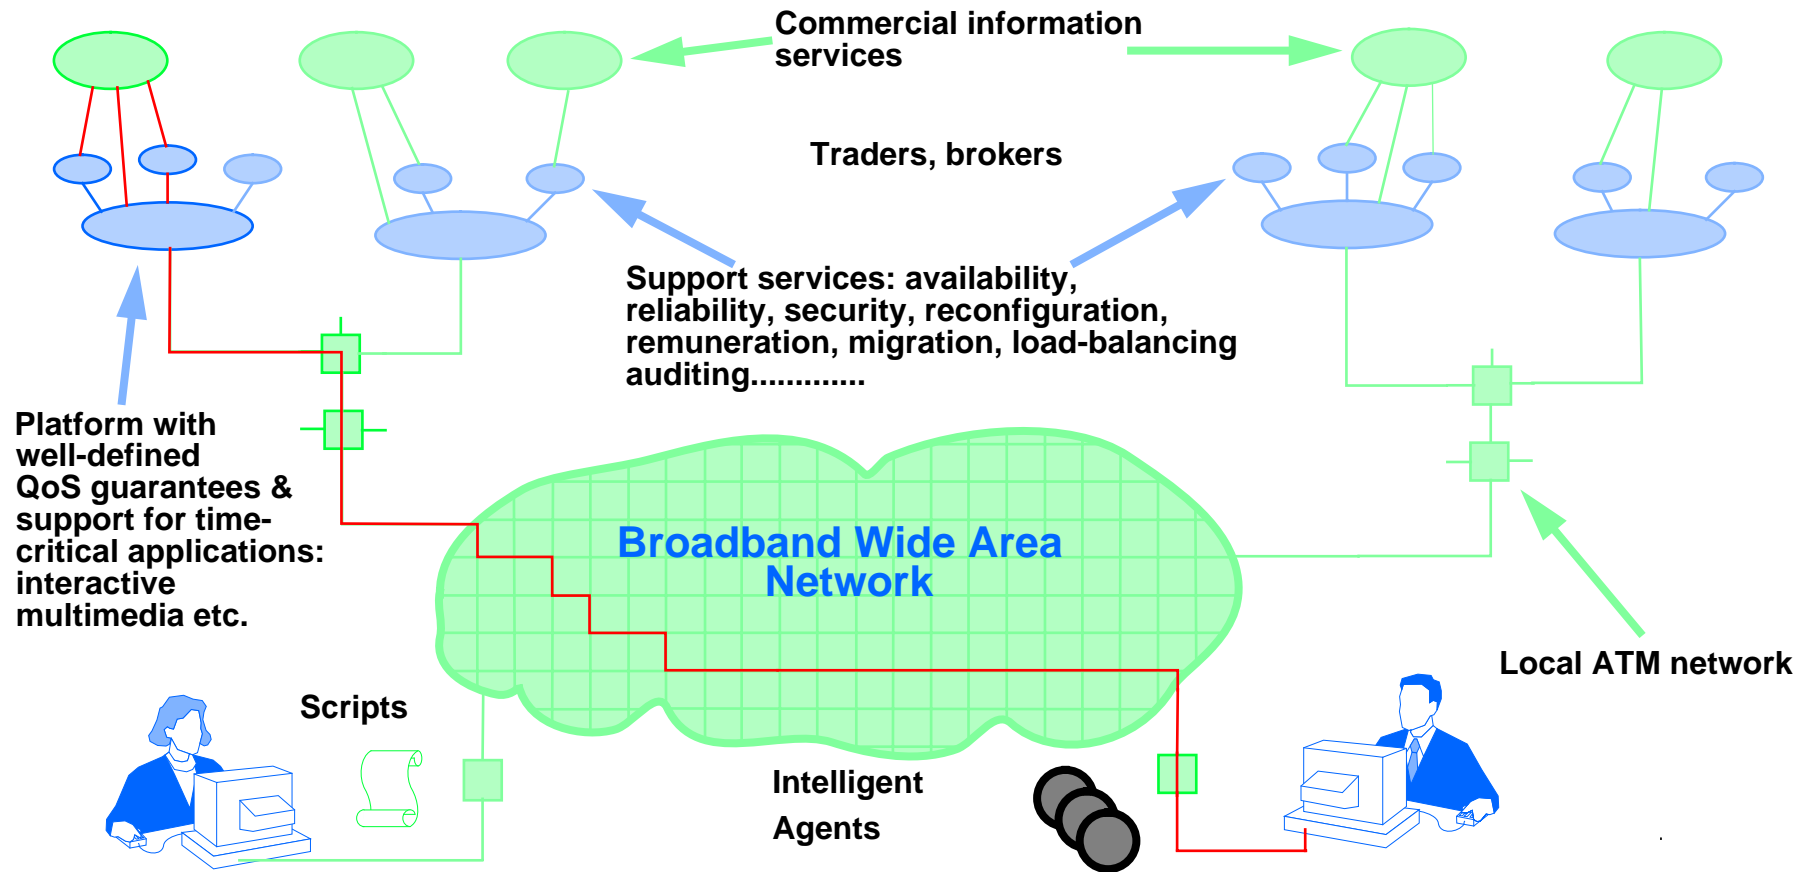 Commercial information
services
Traders, brokers
Support services: availability,
reliability, security, reconfiguration,
remuneration, migration, load-balancing
auditing.............
Platform with
well-defined
QoS guarantees &
support for time-
critical applications:
interactive
multimedia etc.
Broadband Wide Area
Network
Local ATM network
Scripts
Intelligent
Agents
.